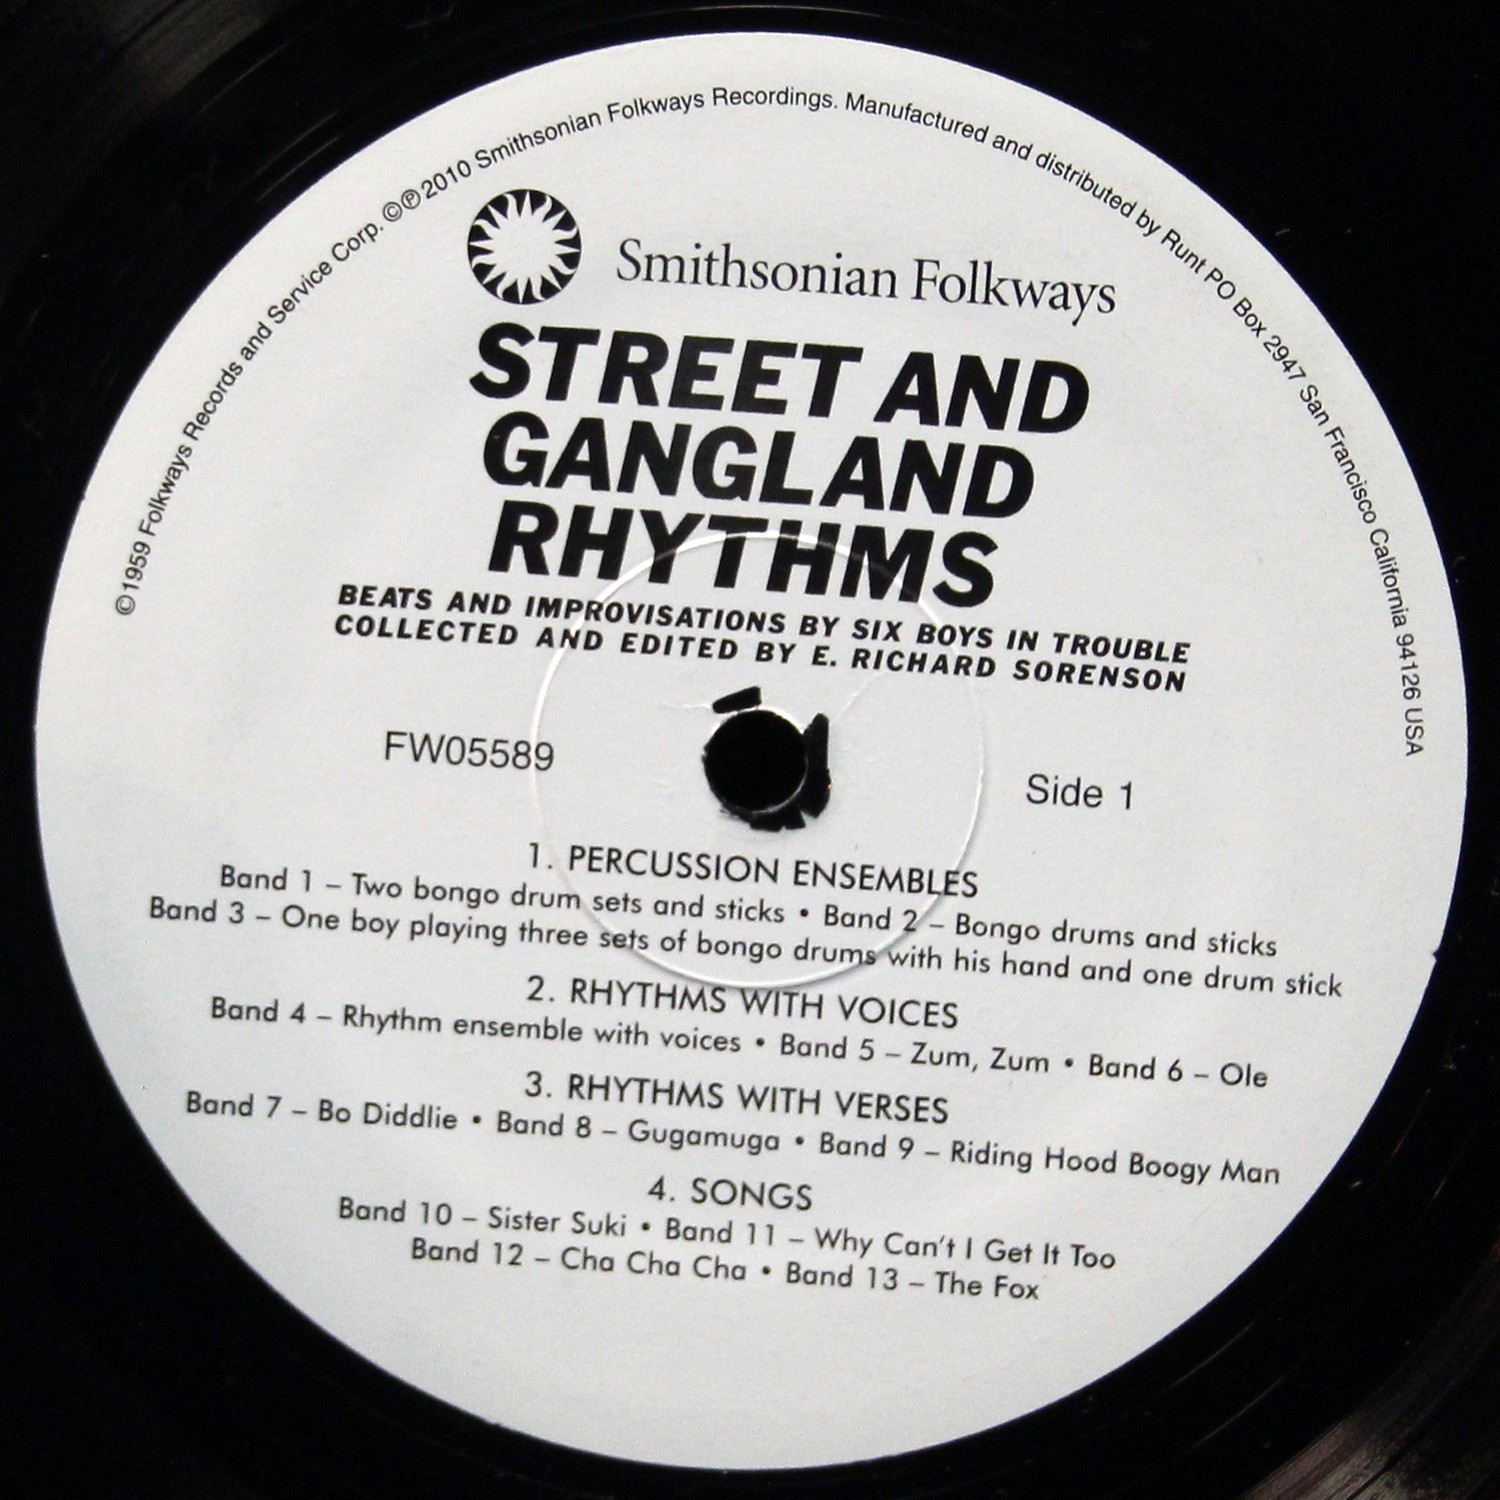 ©1959 Folkways Records and Service Corp. ©℗2010 Smithsonian Folkways Recordings. Manufactured and distributed by Runt PO Box 2947 San Francisco California 94126 USA
Smithsonian Folkways
STREET AND
GANGLAND
RHYTHMS
BEATS AND IMPROVISATIONS BY SIX BOYS IN TROUBLE
COLLECTED AND EDITED BY E. RICHARD SORENSON
FW05589
Side 1
1. PERCUSSION ENSEMBLES
Band 1 – Two bongo drum sets and sticks • Band 2 – Bongo drums and sticks
Band 3 – One boy playing three sets of bongo drums with his hand and one drum stick
2. RHYTHMS WITH VOICES
Band 4 – Rhythm ensemble with voices • Band 5 – Zum, Zum • Band 6 – Ole
3. RHYTHMS WITH VERSES
Band 7 – Bo Diddlie • Band 8 – Gugamuga • Band 9 – Riding Hood Boogy Man
4. SONGS
Band 10 – Sister Suki • Band 11 – Why Can't I Get It Too
Band 12 – Cha Cha Cha • Band 13 – The Fox